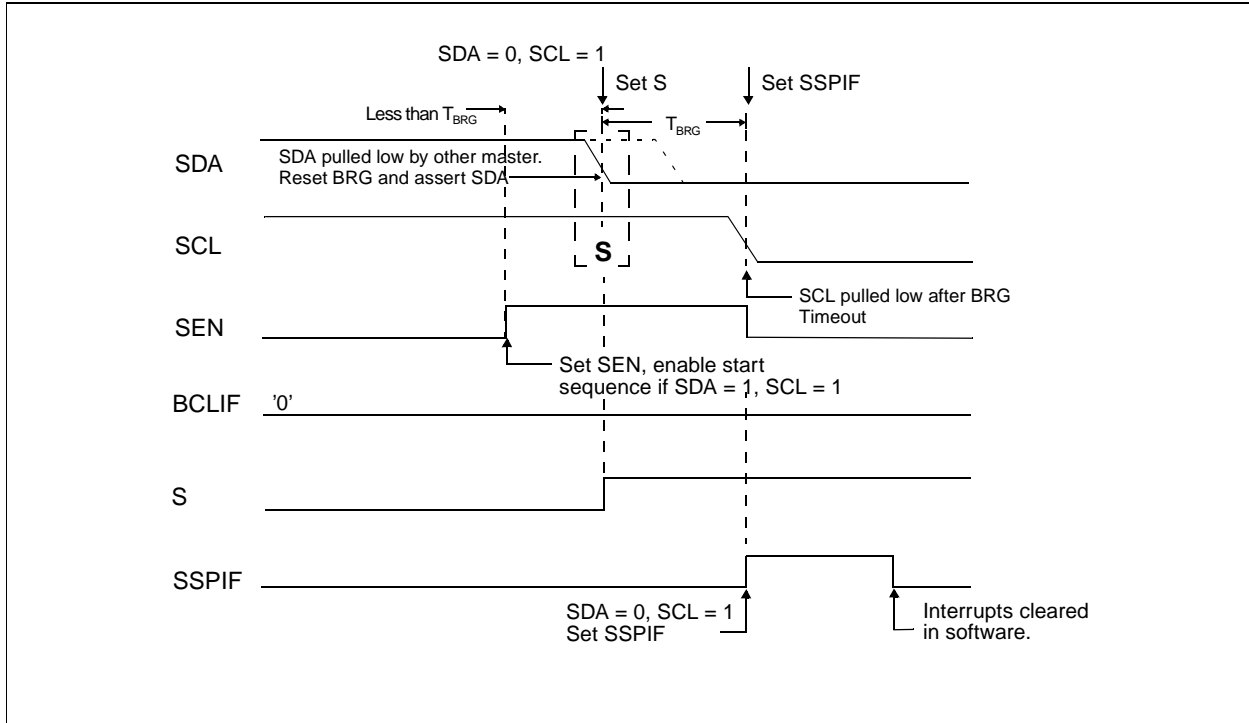 SDA = 0, SCL = 1
Set S
Set SSPIF
Less than TBRG
TBRG
SDA
SDA pulled low by other master.
Reset BRG and assert SDA
SCL
S
SCL pulled low after BRG
Timeout
SEN
Set SEN, enable start
sequence if SDA = 1, SCL = 1
BCLIF
'0'
S
SSPIF
SDA = 0, SCL = 1
Set SSPIF
Interrupts cleared
in software.